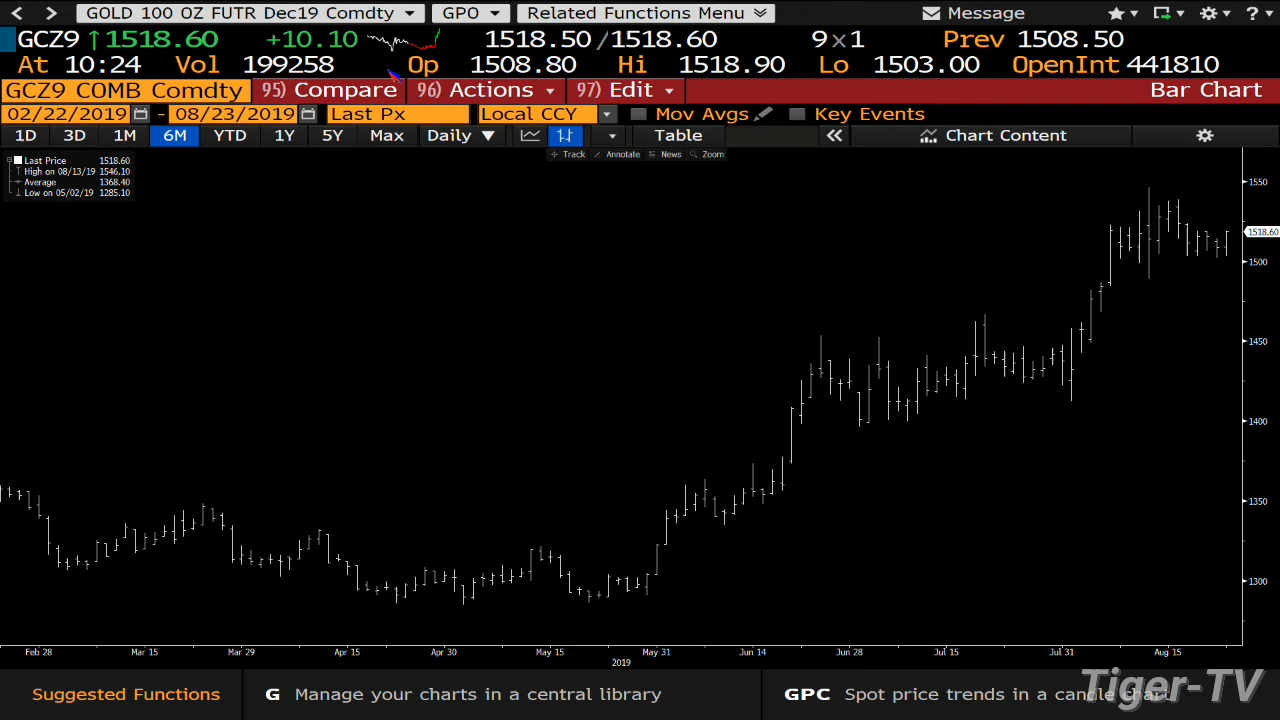 GOLD 100 OZ FUTR Dec19 Comdty GPO Related Functions Menu Message ?
GCZ9 ↑1518.60 +10.10 1518.50/1518.60 9×1 Prev 1508.50
At 10:24 Vol 199258 Op 1508.80 Hi 1518.90 Lo 1503.00 OpenInt 441810
GCZ9 COMB Comdty 95) Compare 96) Actions 97) Edit Bar Chart
02/22/2019 - 08/23/2019 Last Px Local CCY Mov Avgs Key Events
1D 3D 1M 6M YTD 1Y 5Y Max Daily ▼ Table Chart Content
Track Annotate News Zoom
Last Price 1518.60
High on 08/13/19 1546.10
Average 1368.40
Low on 05/02/19 1285.10
1550
1518.60
1500
1450
1400
1350
1300
Feb 28 Mar 15 Mar 29 Apr 15 Apr 30 May 15 May 31 Jun 14 Jun 28 Jul 15 Jul 31 Aug 15
2019
Suggested Functions G Manage your charts in a central library GPC Spot price trends in a candle chart
Tiger-TV